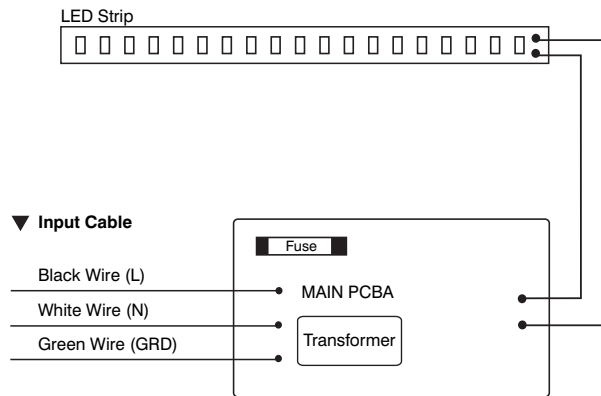 LED Strip
▼ Input Cable
Fuse
Black Wire (L)
MAIN PCBA
White Wire (N)
Transformer
Green Wire (GRD)